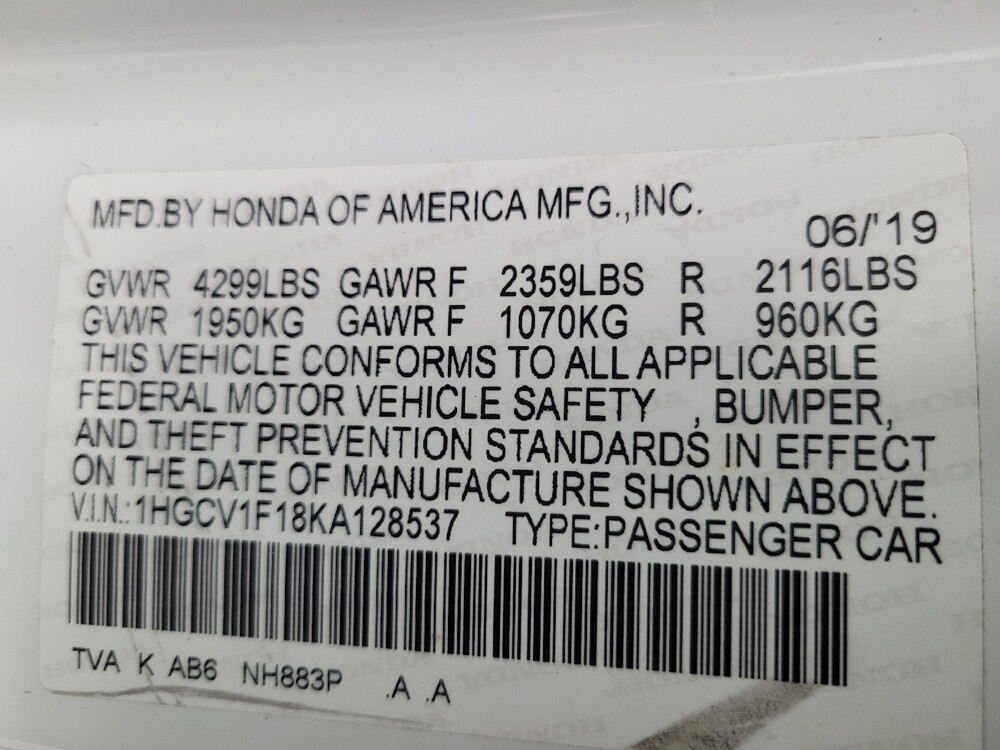 MFD.BY HONDA OF AMERICA MFG.,INC.
06/'19
GVWR 4299LBS GAWR F 2359LBS R 2116LBS
GVWR 1950KG GAWR F 1070KG R 960KG
THIS VEHICLE CONFORMS TO ALL APPLICABLE
FEDERAL MOTOR VEHICLE SAFETY , BUMPER,
AND THEFT PREVENTION STANDARDS IN EFFECT
ON THE DATE OF MANUFACTURE SHOWN ABOVE.
V.I.N.:1HGCV1F18KA128537 TYPE:PASSENGER CAR
TVA K AB6 NH883P .A .A